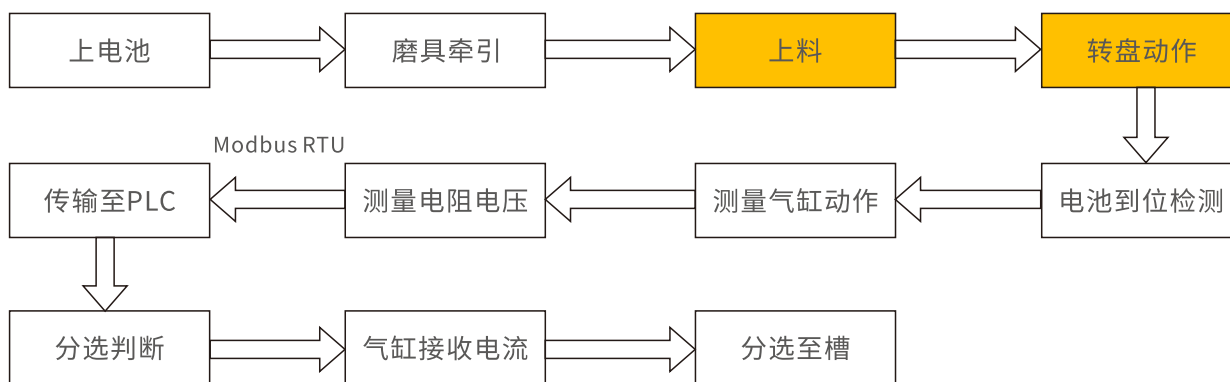 上电池
磨具牵引
上料
转盘动作
Modbus RTU
传输至PLC
测量电阻电压
测量气缸动作
电池到位检测
分选判断
气缸接收电流
分选至槽